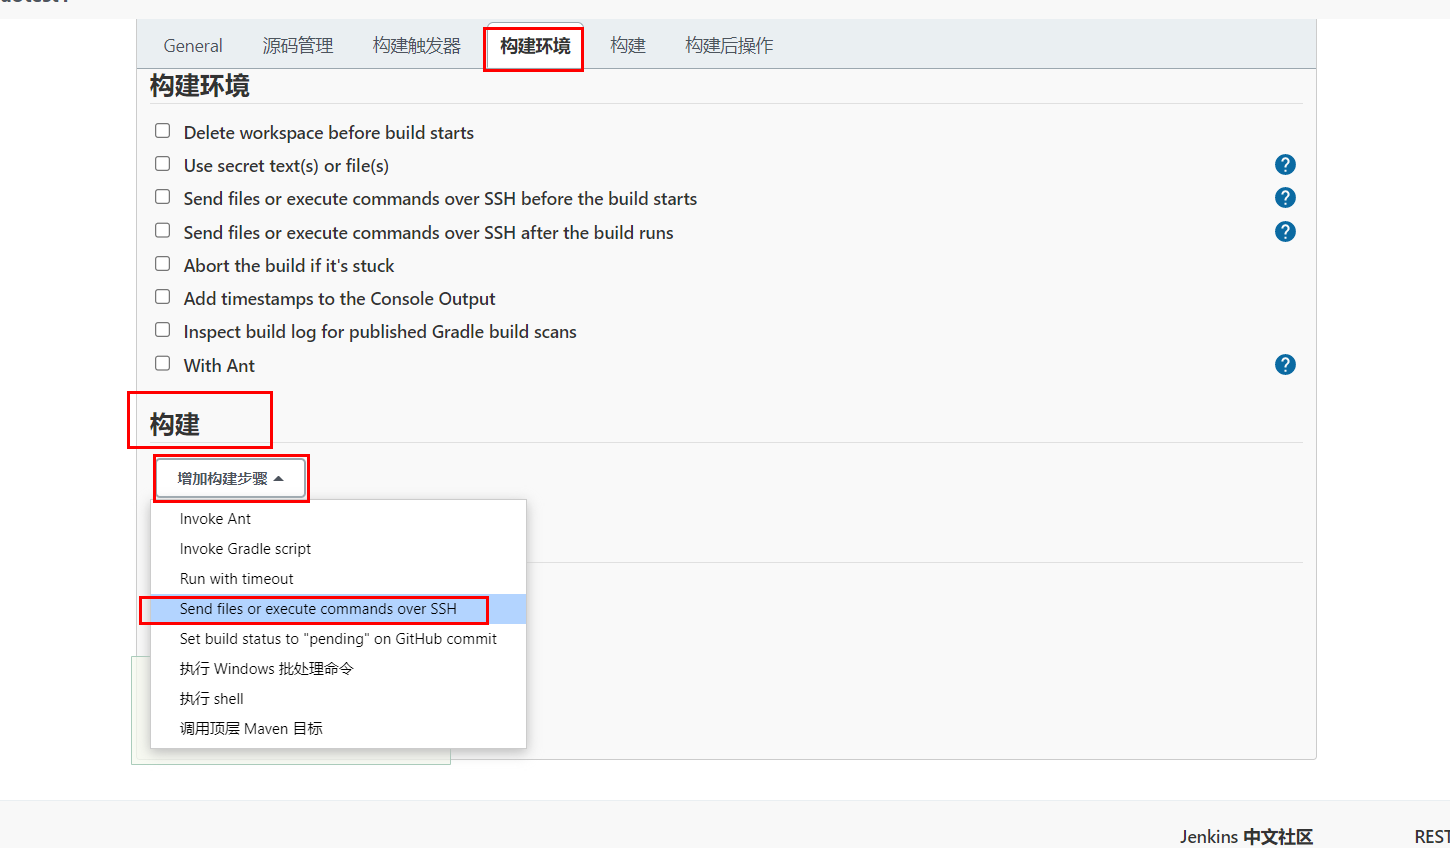 General 源码管理 构建触发器 构建环境 构建 构建后操作
构建环境
Delete workspace before build starts
Use secret text(s) or file(s)
Send files or execute commands over SSH before the build starts
Send files or execute commands over SSH after the build runs
Abort the build if it's stuck
Add timestamps to the Console Output
Inspect build log for published Gradle build scans
With Ant
构建
增加构建步骤
Invoke Ant
Invoke Gradle script
Run with timeout
Send files or execute commands over SSH
Set build status to "pending" on GitHub commit
执行 Windows 批处理命令
执行 shell
调用顶层 Maven 目标
Jenkins 中文社区 REST